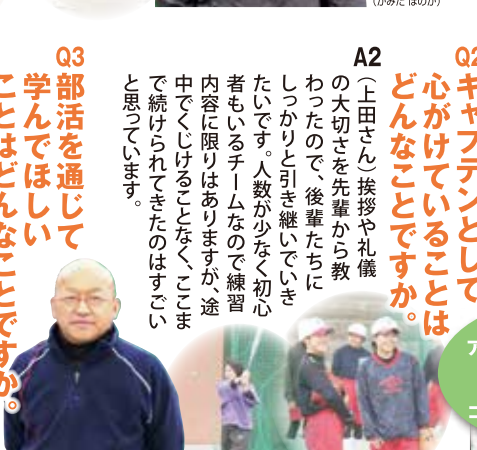 （かみだ ほのか）
Q2
キャプテンとして
心がけていることは
どんなことですか。
A2
（上田さん）挨拶や礼儀
の大切さを先輩から教
わったので、後輩たちに
しっかりと引き継いでいき
たいです。人数が少なく初心
者もいるチームなので練習
内容に限りはありますが、途
中でくじけることなく、ここま
で続けられてきたのはすごい
と思っています。
Q3
部活を通じて
学んでほしい
ことはどんなことですか。